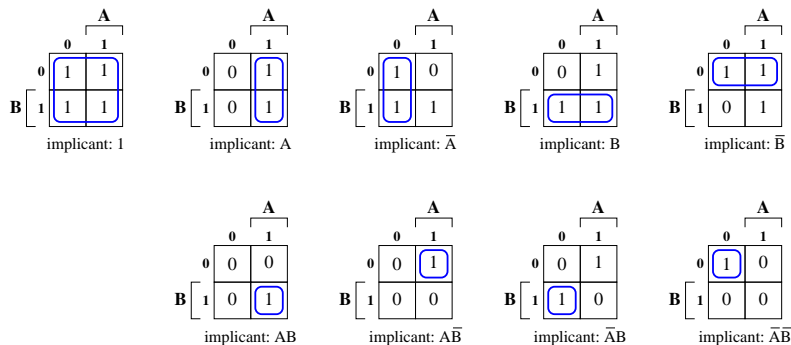 A A A A A
0 1 0 1 0 1 0 1 0 1
0 1 1 0 0 1 0 1 0 0 0 1 0 1 1
B 1 1 1 B 1 0 1 B 1 1 1 B 1 1 1 B 1 0 1
implicant: 1 implicant: A implicant: A̅ implicant: B implicant: B̅
A A A A
0 1 0 1 0 1 0 1
0 0 0 0 0 1 0 0 1 0 1 0
B 1 0 1 B 1 0 0 B 1 1 0 B 1 0 0
implicant: AB implicant: AB̅ implicant: A̅B implicant: A̅B̅